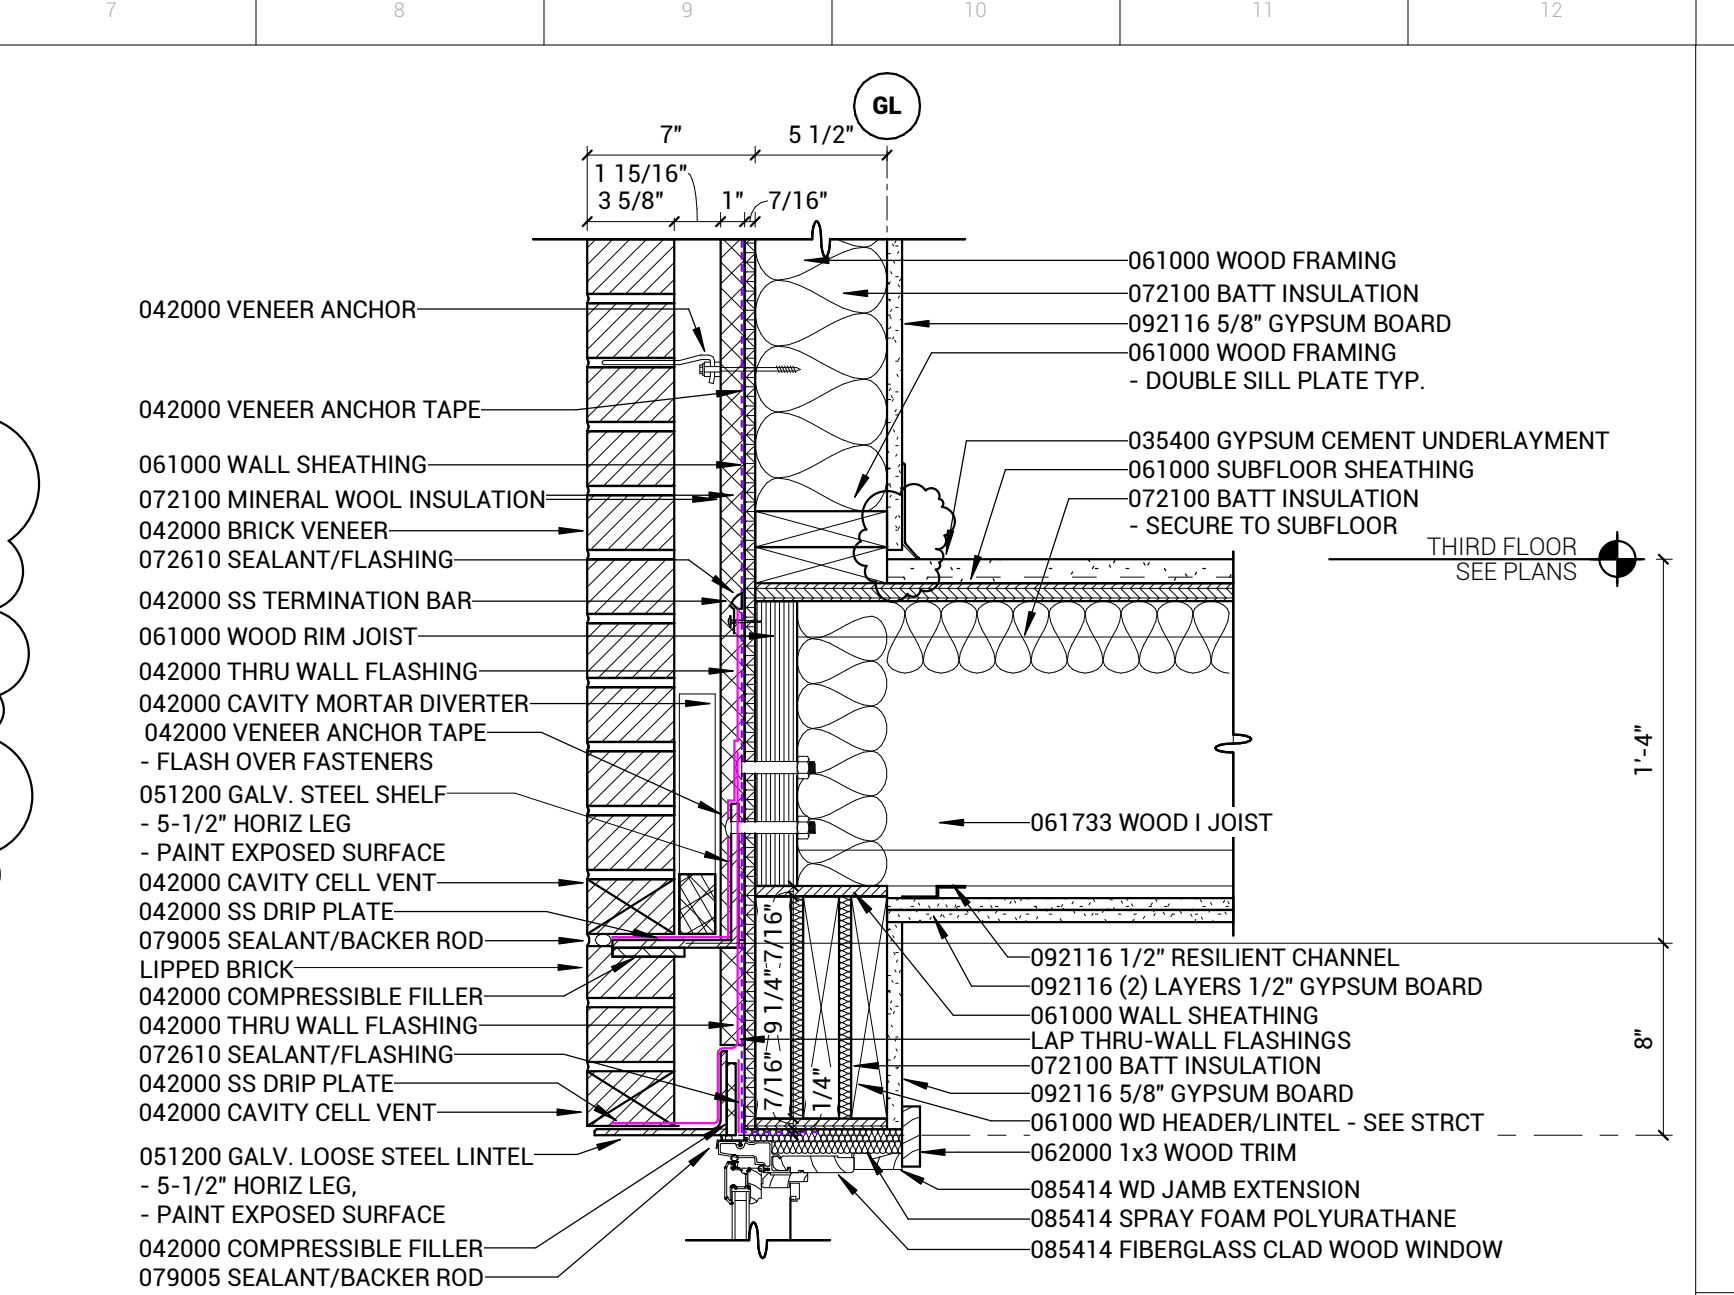 7 8 9 10 11 12
GL
7" 5 1/2"
1 15/16"
3 5/8" 1" 7/16"
042000 VENEER ANCHOR
042000 VENEER ANCHOR TAPE
061000 WALL SHEATHING
072100 MINERAL WOOL INSULATION
042000 BRICK VENEER
072610 SEALANT/FLASHING
042000 SS TERMINATION BAR
061000 WOOD RIM JOIST
042000 THRU WALL FLASHING
042000 CAVITY MORTAR DIVERTER
042000 VENEER ANCHOR TAPE
- FLASH OVER FASTENERS
051200 GALV. STEEL SHELF
- 5-1/2" HORIZ LEG
- PAINT EXPOSED SURFACE
042000 CAVITY CELL VENT
042000 SS DRIP PLATE
079005 SEALANT/BACKER ROD
LIPPED BRICK
042000 COMPRESSIBLE FILLER
042000 THRU WALL FLASHING
072610 SEALANT/FLASHING
042000 SS DRIP PLATE
042000 CAVITY CELL VENT
051200 GALV. LOOSE STEEL LINTEL
- 5-1/2" HORIZ LEG,
- PAINT EXPOSED SURFACE
042000 COMPRESSIBLE FILLER
079005 SEALANT/BACKER ROD
7/16"
9 1/4"
7/16"
1/4"
061000 WOOD FRAMING
072100 BATT INSULATION
092116 5/8" GYPSUM BOARD
061000 WOOD FRAMING
- DOUBLE SILL PLATE TYP.
035400 GYPSUM CEMENT UNDERLAYMENT
061000 SUBFLOOR SHEATHING
072100 BATT INSULATION
- SECURE TO SUBFLOOR
THIRD FLOOR
SEE PLANS
1'-4"
061733 WOOD I JOIST
092116 1/2" RESILIENT CHANNEL
092116 (2) LAYERS 1/2" GYPSUM BOARD
061000 WALL SHEATHING
LAP THRU-WALL FLASHINGS
072100 BATT INSULATION
092116 5/8" GYPSUM BOARD
061000 WD HEADER/LINTEL - SEE STRCT
062000 1x3 WOOD TRIM
085414 WD JAMB EXTENSION
085414 SPRAY FOAM POLYURATHANE
085414 FIBERGLASS CLAD WOOD WINDOW
8"